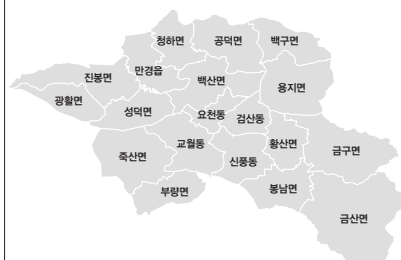 청하면
공덕면
백구면
만경읍
진봉면
백산면
용지면
광활면
성덕면
요천동
검산동
교월동
황산면
금구면
죽산면
신풍동
부량면
봉남면
금산면